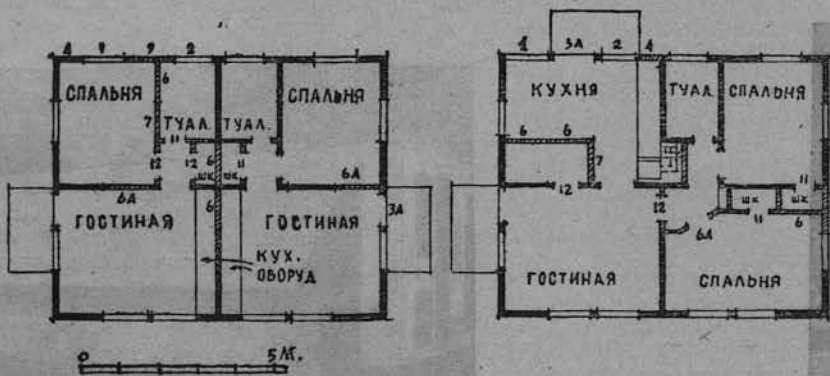 4 9 9 2
6
СПАЛЬНЯ СПАЛЬНЯ
7 ТУАЛ. ТУАЛ.
11
12 12 6 11
ШК ШК 6А
6А 6
ГОСТИНАЯ ГОСТИНАЯ 3А
КУХ.
ОБОРУД
0 5 М.
1 3А 2 4
КУХНЯ ТУАЛ. СПАЛЬНЯ
6 6
7
12 11
ШК ШК
12 11 6
6А
ГОСТИНАЯ СПАЛЬНЯ